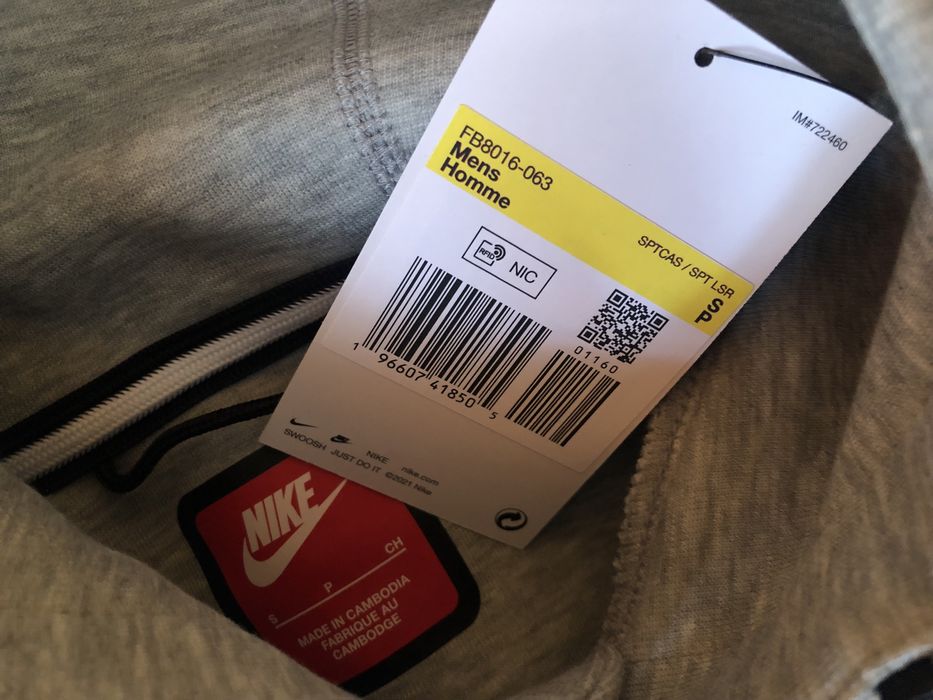 IM#722460
FB8016-063
Mens
Homme
SPTCAS / SPT LSR
S
P
RFID NIC
01160
1 96607 41850 5
SWOOSH JUST DO IT NIKE ©2021 Nike nike.com
NIKE
S P CH
MADE IN CAMBODIA
FABRIQUE AU
CAMBODGE